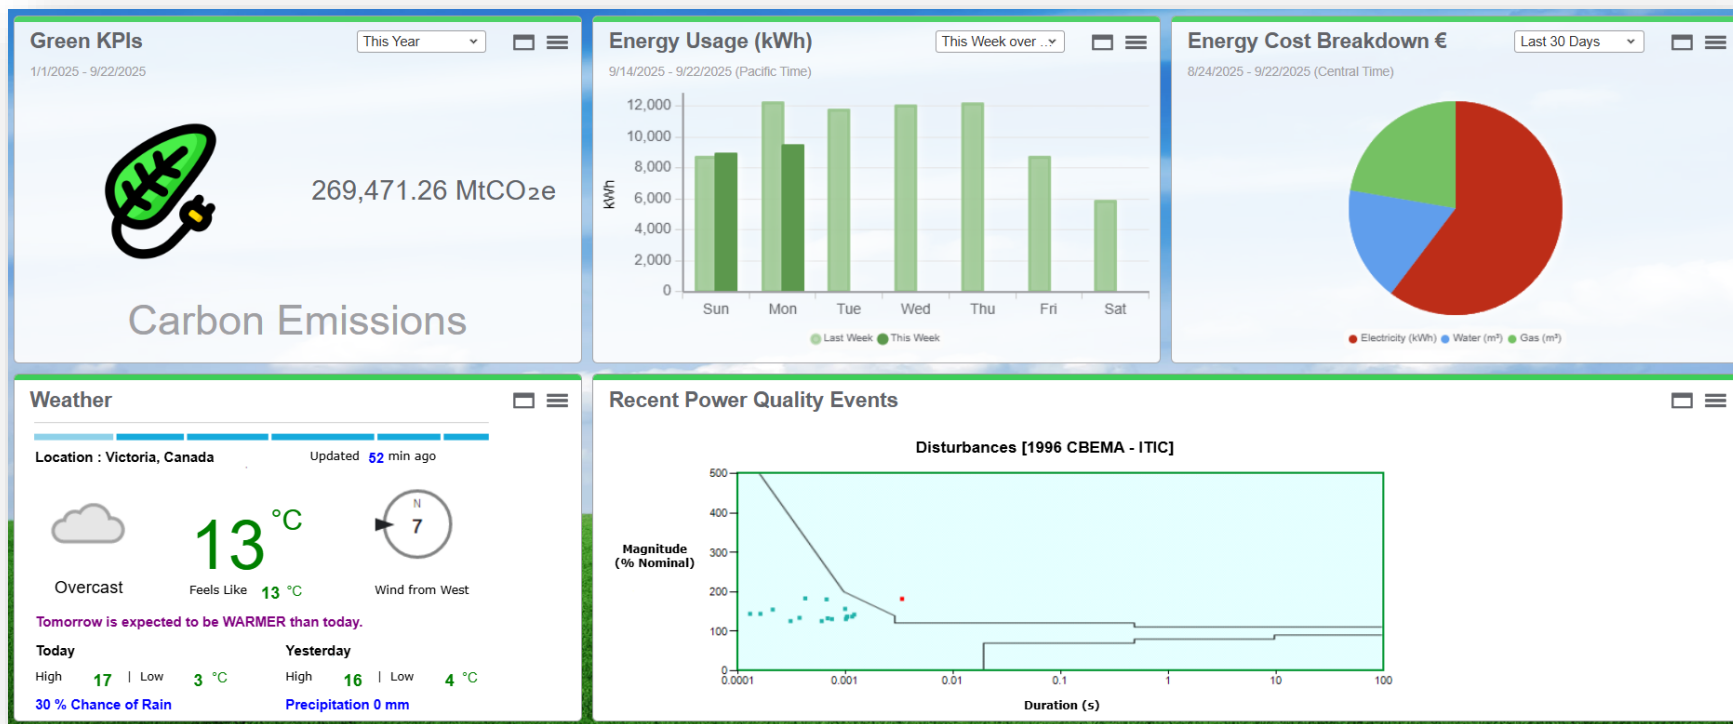 Green KPIs
This Year
1/1/2025 - 9/22/2025
269,471.26 MtCO₂e
Carbon Emissions
Energy Usage (kWh)
This Week over ...
9/14/2025 - 9/22/2025 (Pacific Time)
12,000
10,000
8,000
6,000
4,000
2,000
0
kWh
Sun Mon Tue Wed Thu Fri Sat
Last Week This Week
Energy Cost Breakdown €
Last 30 Days
8/24/2025 - 9/22/2025 (Central Time)
Electricity (kWh) Water (m³) Gas (m³)
Weather
Location : Victoria, Canada
Updated 52 min ago
13 °C
N
7
Overcast
Feels Like 13 °C
Wind from West
Tomorrow is expected to be WARMER than today.
Today
High 17 | Low 3 °C
30 % Chance of Rain
Yesterday
High 16 | Low 4 °C
Precipitation 0 mm
Recent Power Quality Events
Disturbances [1996 CBEMA - ITIC]
500
400
300
200
100
0
Magnitude
(% Nominal)
0.0001 0.001 0.01 0.1 1 10 100
Duration (s)